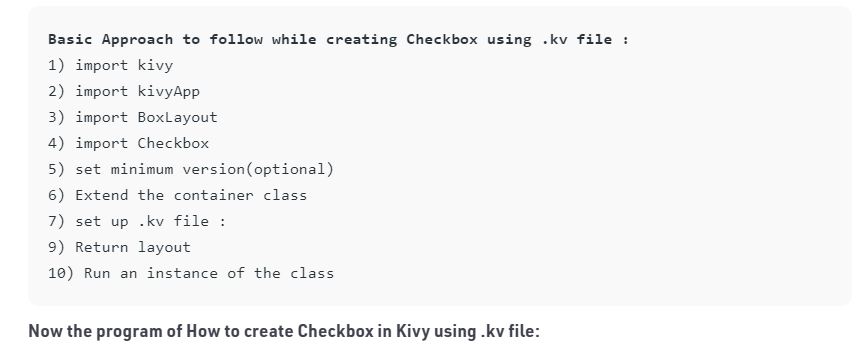 Basic Approach to follow while creating Checkbox using .kv file :
1) import kivy
2) import kivyApp
3) import BoxLayout
4) import Checkbox
5) set minimum version(optional)
6) Extend the container class
7) set up .kv file :
9) Return layout
10) Run an instance of the class
Now the program of How to create Checkbox in Kivy using .kv file: